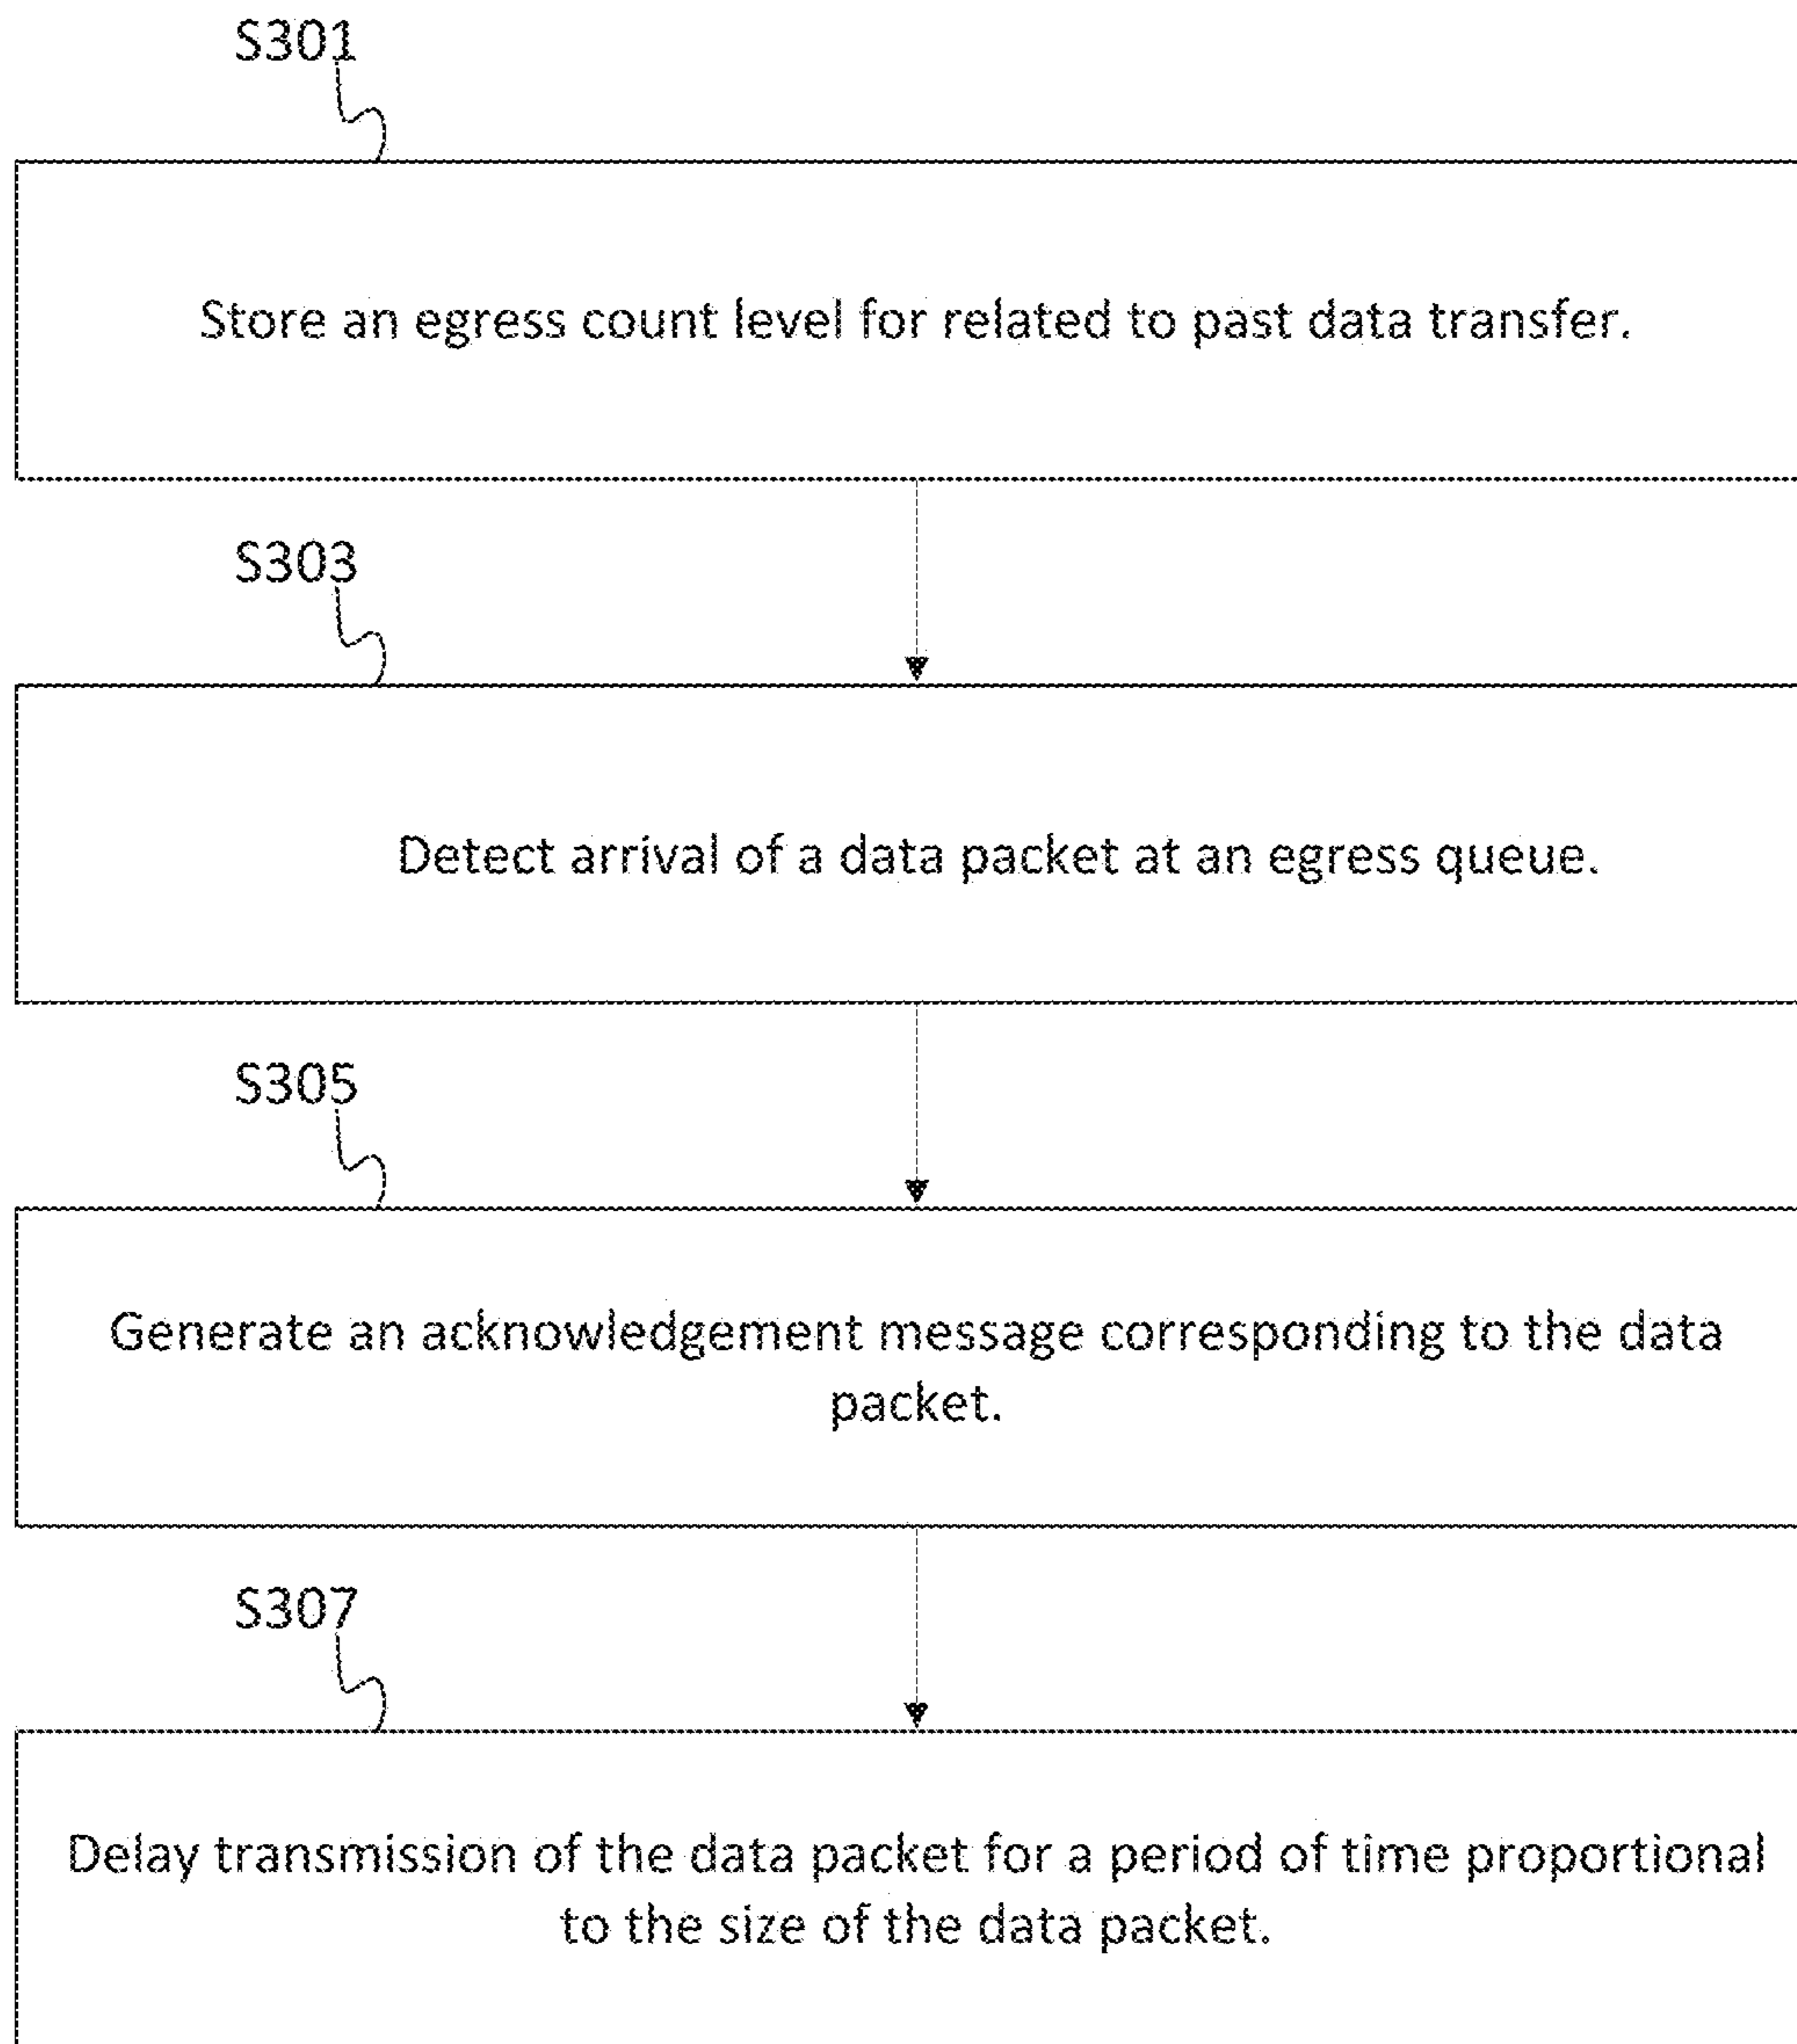 S301
Store an egress count level for related to past data transfer.
S303
Detect arrival of a data packet at an egress queue.
S305
Generate an acknowledgement message corresponding to the data
packet.
S307
Delay transmission of the data packet for a period of time proportional
to the size of the data packet.